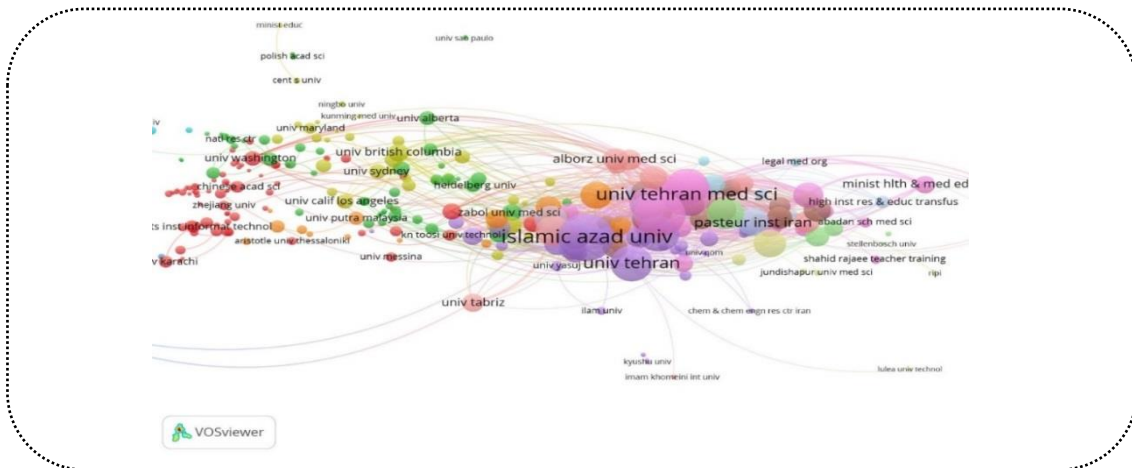 minist educ
univ sao paulo
polish acad sci
cent s univ
ningbo univ
kunming med univ
univ alberta
iv
univ maryland
natl res ctr
univ washington
univ british columbia
alborz univ med sci
legal med org
univ sydney
chinese acad sci
heidelberg univ
minist hlth & med ed
univ tehran med sci
zhejiang univ
univ calif los angeles
high inst res & educ transfus
univ putra malaysia
zabol univ med sci
pasteur inst iran
abadan sch med sci
ts inst informal technol
kn toosi univ technol
islamic azad univ
aristotle univ thessaloniki
stellenbosch univ
univ messina
univ qom
v karachi
univ yasuj
univ tehran
shahid rajaee teacher training
jundishapur univ med sci
ripi
univ tabriz
ilam univ
chem & chem engn res ctr iran
kyushu univ
imam khomeini int univ
lulea univ technol
VOSviewer